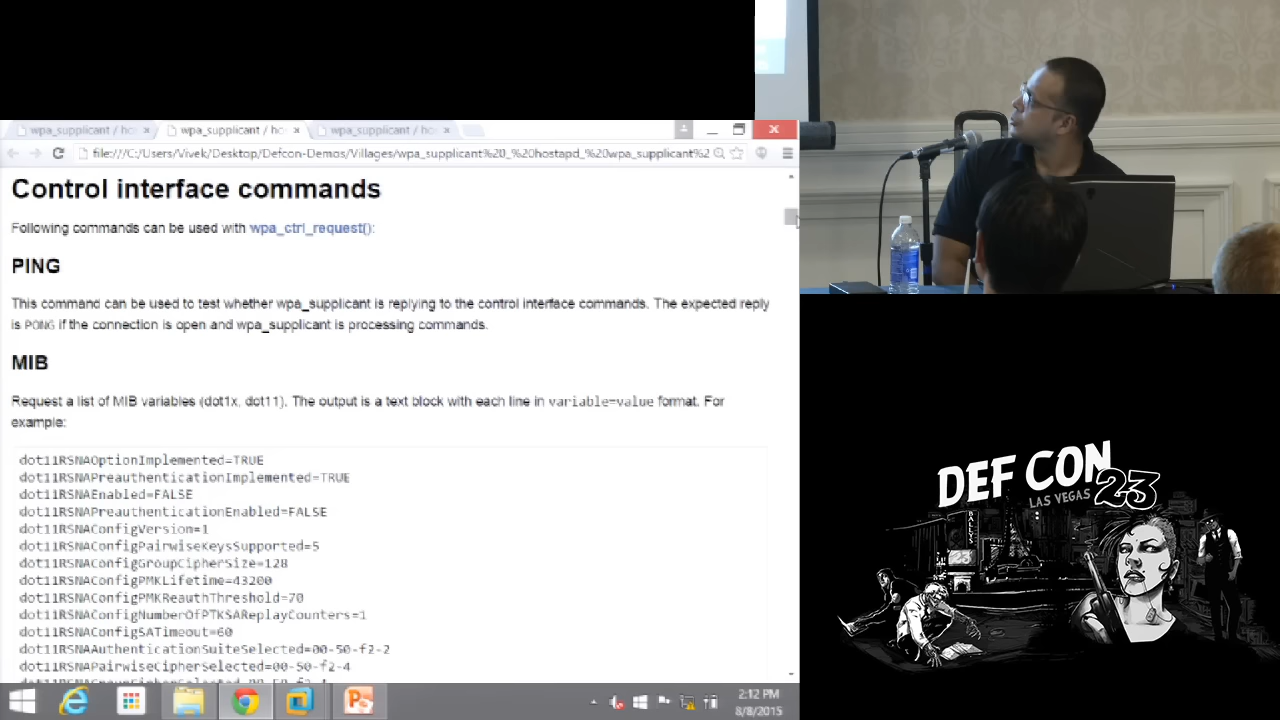 wpa_supplicant / ho
wpa_supplicant / ho
wpa_supplicant / ho
file:///C:/Users/Vivek/Desktop/Defcon-Demos/Villages/wpa_supplicant%20_%20hostapd_%20wpa_supplicant%2
Control interface commands
Following commands can be used with wpa_ctrl_request():
PING
This command can be used to test whether wpa_supplicant is replying to the control interface commands. The expected reply
is PONG if the connection is open and wpa_supplicant is processing commands.
MIB
Request a list of MIB variables (dot1x, dot11). The output is a text block with each line in variable=value format. For
example:
dot11RSNAOptionImplemented=TRUE
dot11RSNAPreauthenticationImplemented=TRUE
dot11RSNAEnabled=FALSE
dot11RSNAPreauthenticationEnabled=FALSE
dot11RSNAConfigVersion=1
dot11RSNAConfigPairwiseKeysSupported=5
dot11RSNAConfigGroupCipherSize=128
dot11RSNAConfigPMKLifetime=43200
dot11RSNAConfigPMKReauthThreshold=70
dot11RSNAConfigNumberOfPTKSAReplayCounters=1
dot11RSNAConfigSATimeout=60
dot11RSNAAuthenticationSuiteSelected=00-50-f2-2
dot11RSNAPairwiseCipherSelected=00-50-f2-4
2:12 PM
8/8/2015
DEF CON
LAS VEGAS 23
BALLYS
23